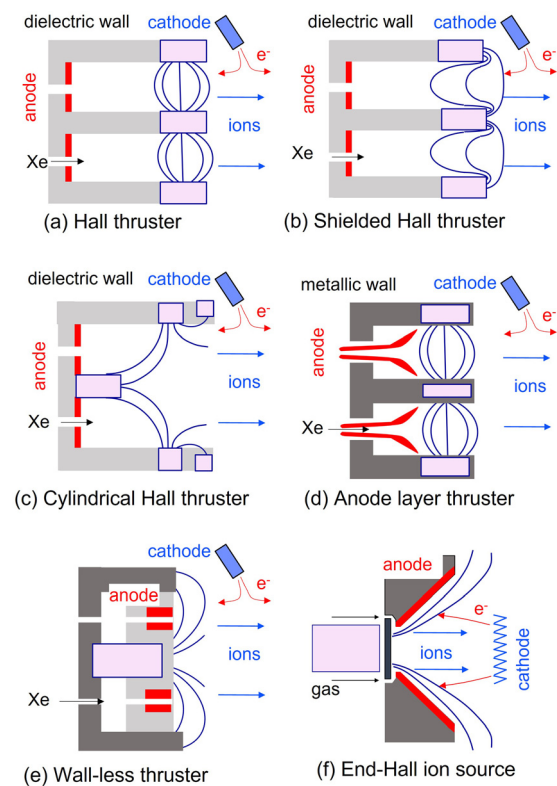 dielectric wall
cathode
e-
anode
ions
Xe
(a) Hall thruster
dielectric wall
cathode
e-
anode
ions
Xe
(b) Shielded Hall thruster
dielectric wall
cathode
e-
anode
ions
Xe
(c) Cylindrical Hall thruster
metallic wall
cathode
e-
anode
ions
Xe
(d) Anode layer thruster
cathode
e-
anode
ions
Xe
(e) Wall-less thruster
anode
e-
ions
cathode
gas
(f) End-Hall ion source